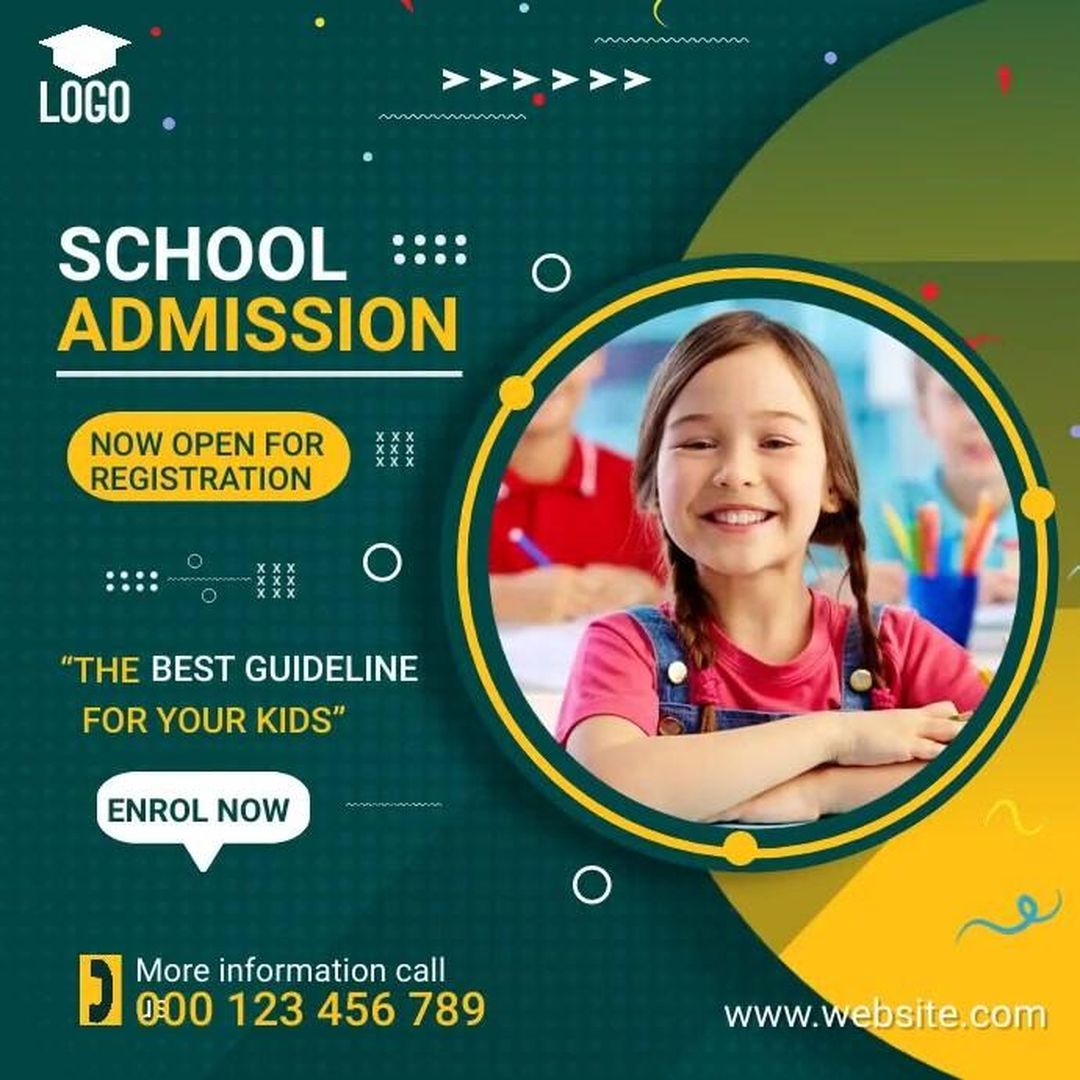 LOGO
SCHOOL
ADMISSION
NOW OPEN FOR
REGISTRATION
“THE BEST GUIDELINE
FOR YOUR KIDS”
ENROL NOW
More information call
us
000 123 456 789
www.website.com